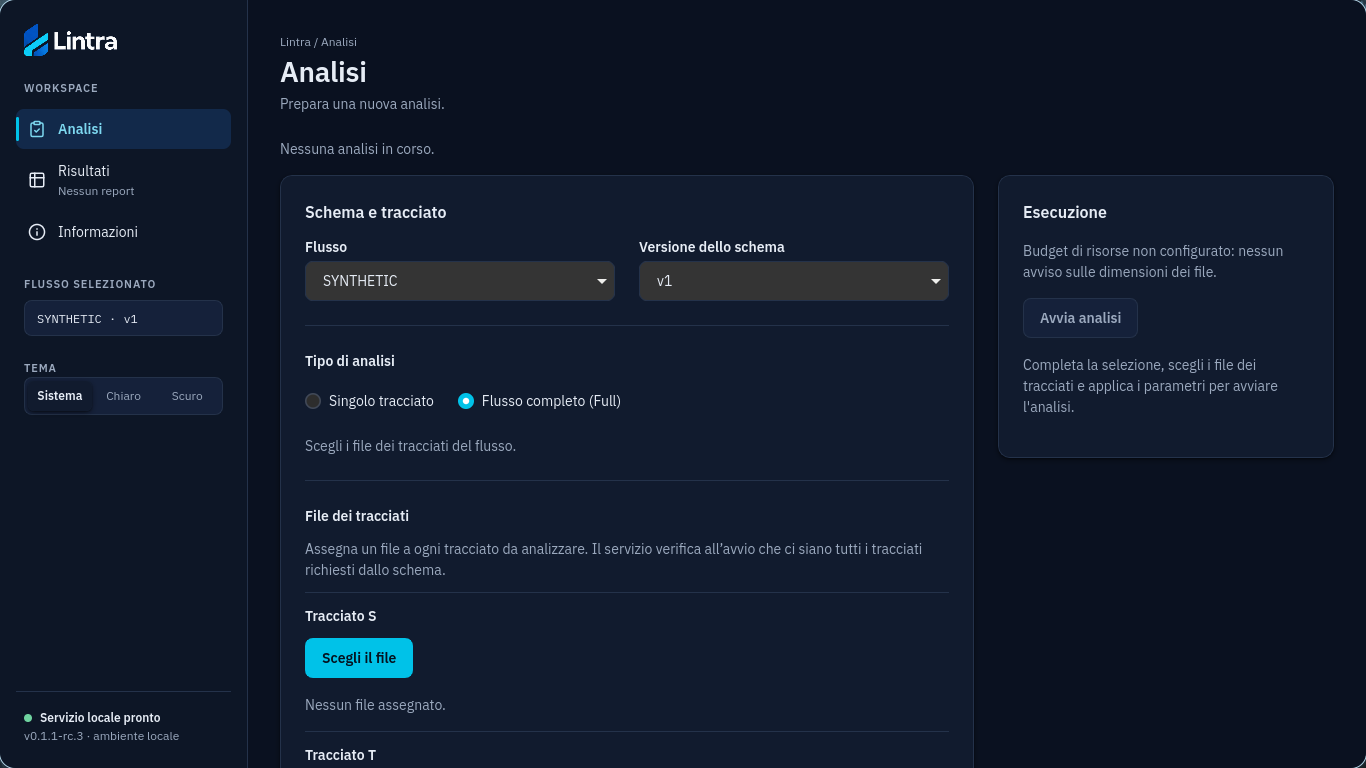 Lintra
WORKSPACE
Analisi
Risultati
Nessun report
Informazioni
FLUSSO SELEZIONATO
SYNTHETIC · v1
TEMA
Sistema Chiaro Scuro
Servizio locale pronto
v0.1.1-rc.3 · ambiente locale
Lintra / Analisi
Analisi
Prepara una nuova analisi.
Nessuna analisi in corso.
Schema e tracciato
Flusso
SYNTHETIC
Versione dello schema
v1
Tipo di analisi
Singolo tracciato
Flusso completo (Full)
Scegli i file dei tracciati del flusso.
File dei tracciati
Assegna un file a ogni tracciato da analizzare. Il servizio verifica all’avvio che ci siano tutti i tracciati
richiesti dallo schema.
Tracciato S
Scegli il file
Nessun file assegnato.
Tracciato T
Esecuzione
Budget di risorse non configurato: nessun
avviso sulle dimensioni dei file.
Avvia analisi
Completa la selezione, scegli i file dei
tracciati e applica i parametri per avviare
l'analisi.